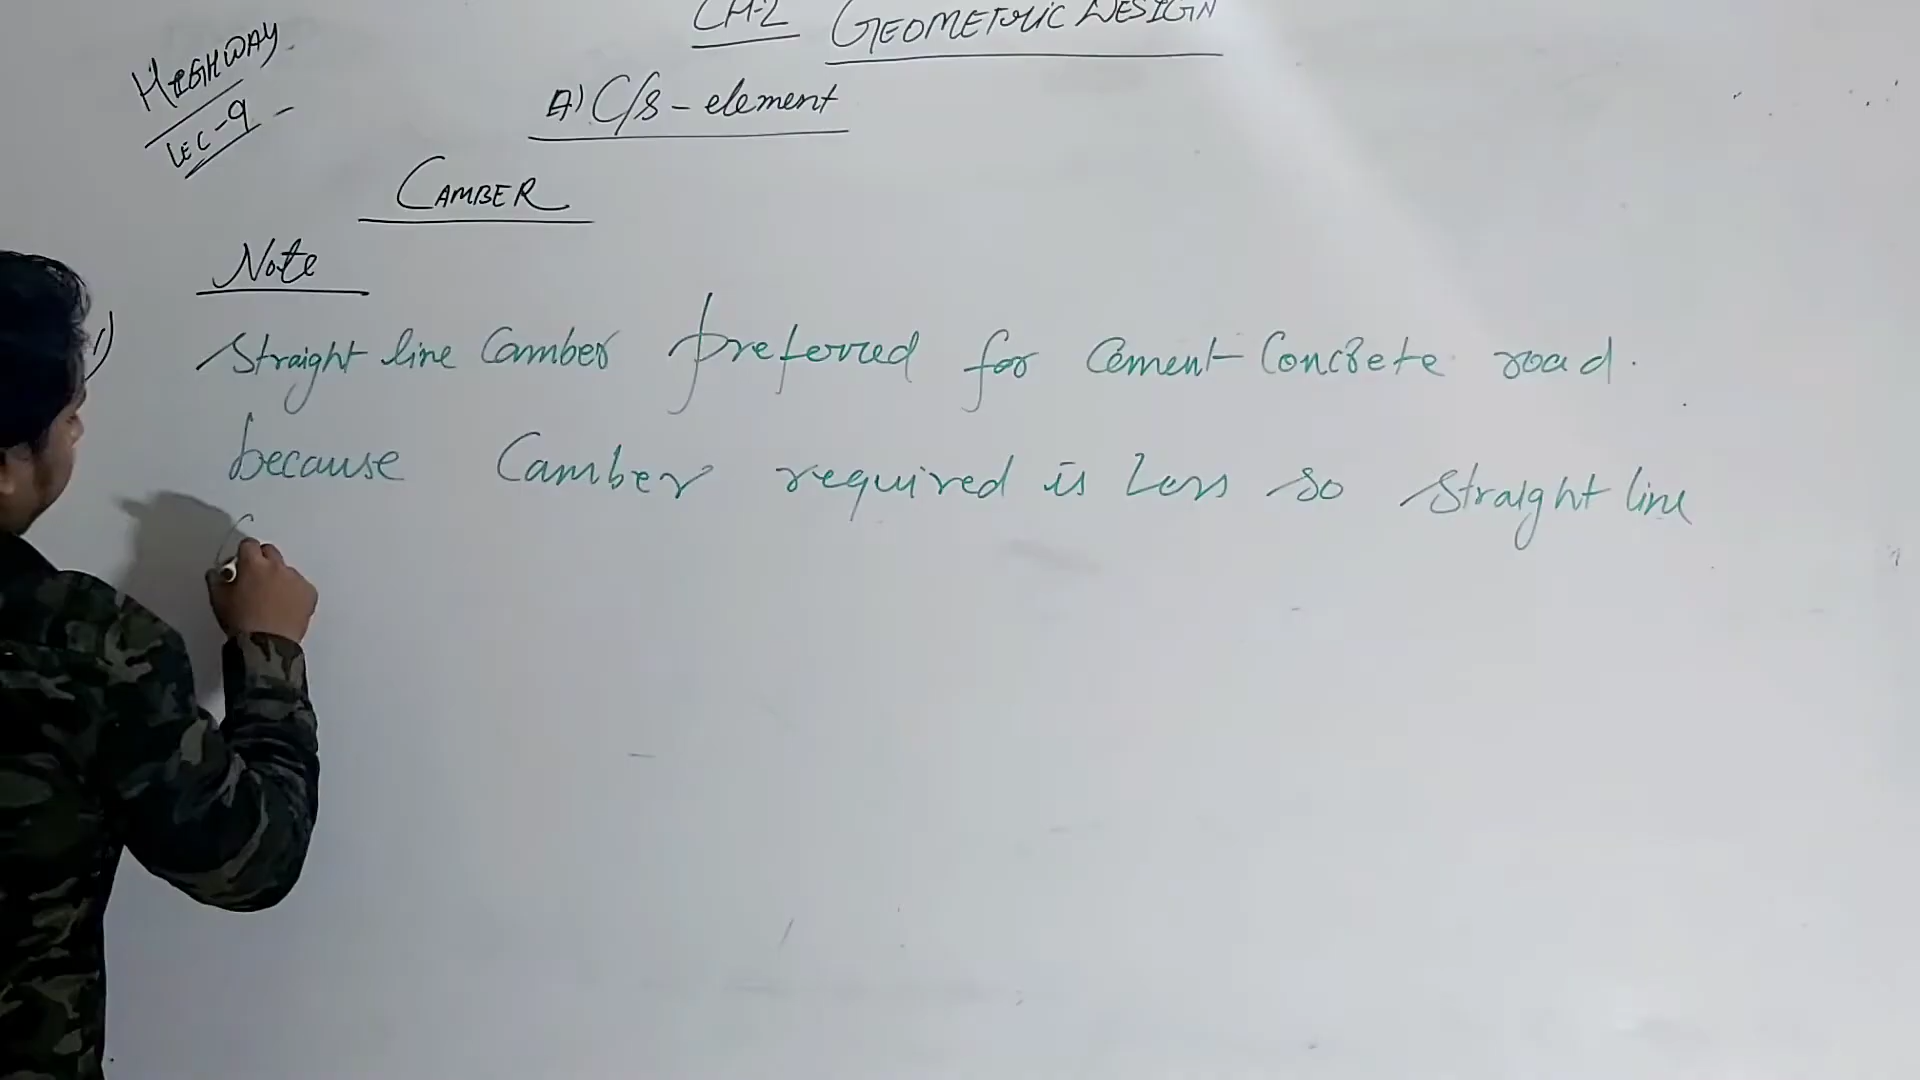 CH-2 GEOMETRIC DESIGN
HIGHWAY
LEC-9
A) C/S - element
CAMBER
Note
1) Straight line Camber preferred for Cement Concrete road.
because Camber required is Less so Straight line